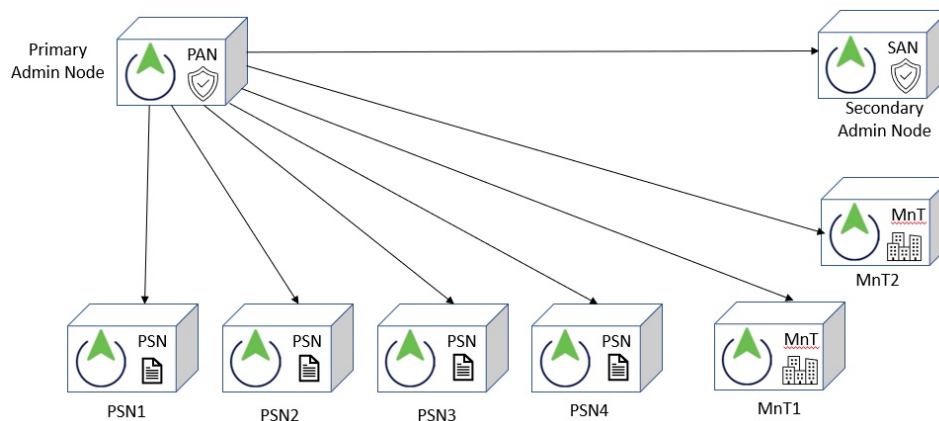 Primary
Admin Node
PAN
SAN
Secondary
Admin Node
MnT
MnT2
PSN
PSN
PSN
PSN
MnT
PSN1
PSN2
PSN3
PSN4
MnT1